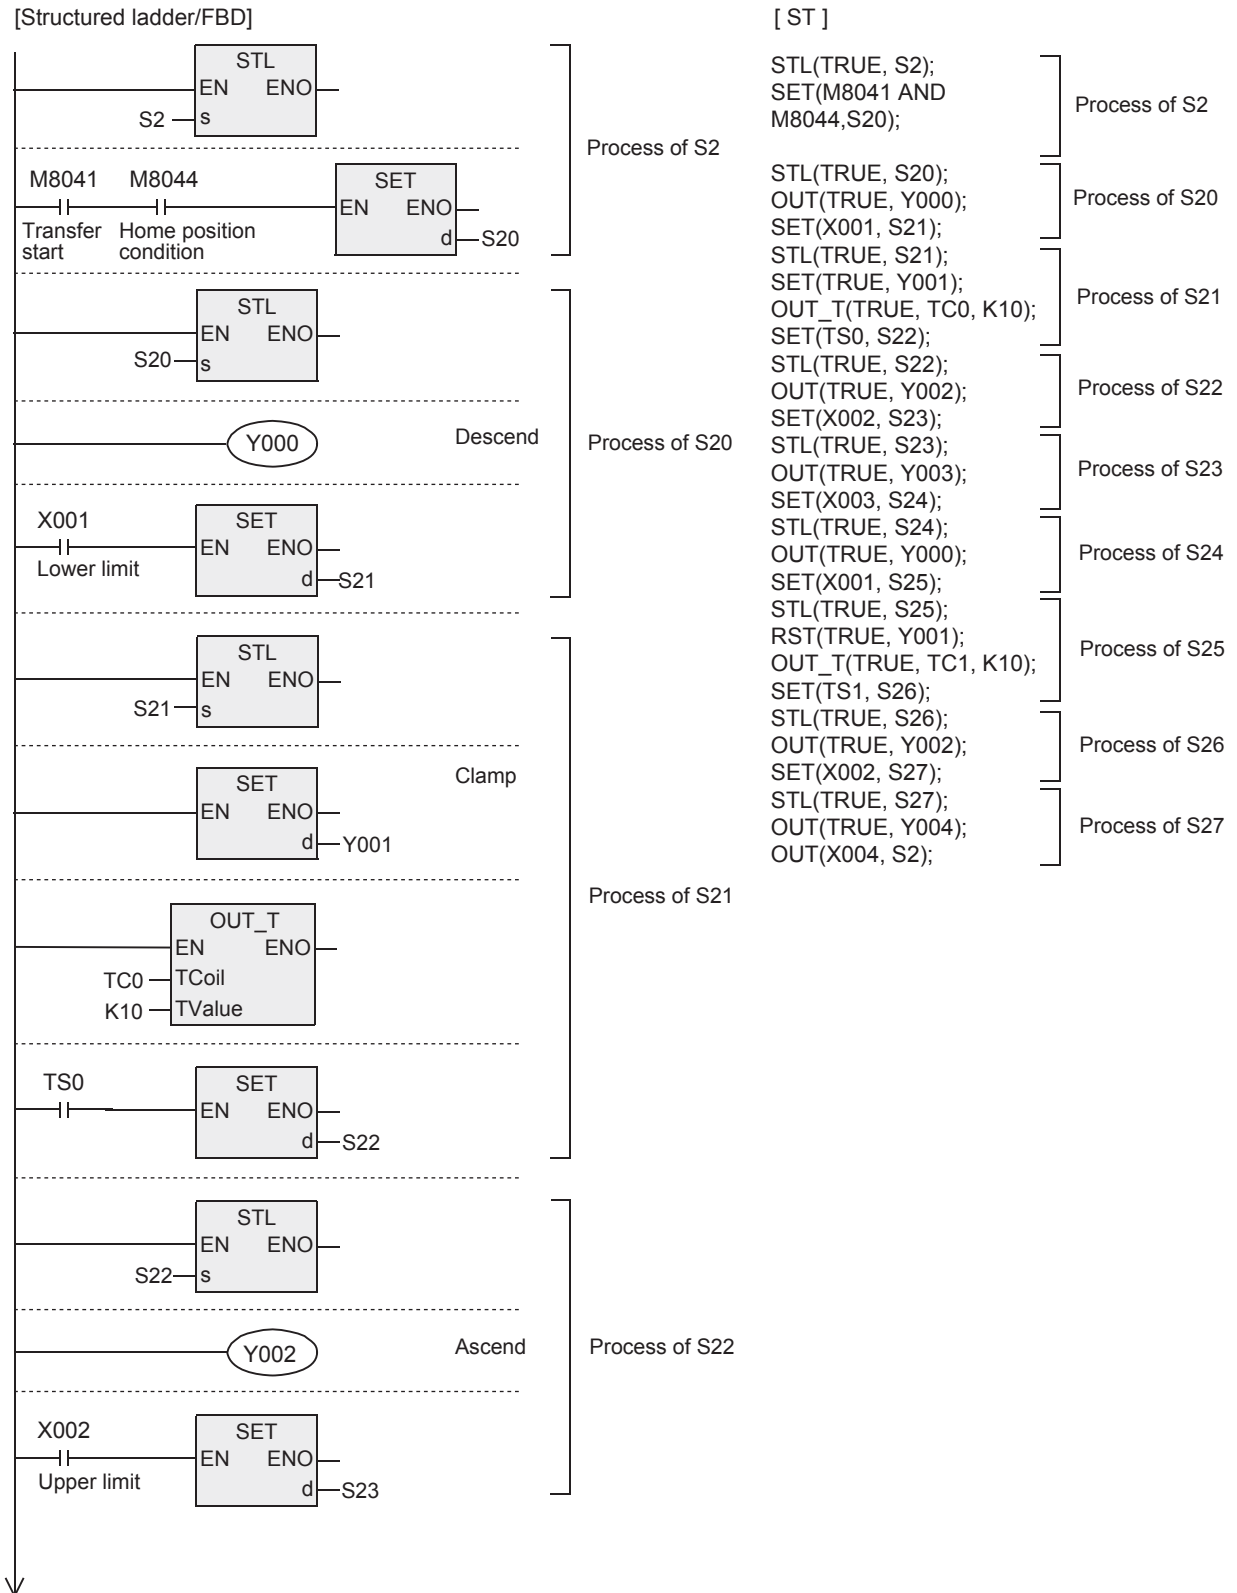 [Structured ladder/FBD]
STL
EN ENO
S2 s
Process of S2
M8041 M8044
SET
EN ENO
Transfer start
Home position condition
d S20
STL
EN ENO
S20 s
Y000
Descend
Process of S20
X001
SET
EN ENO
Lower limit
d S21
STL
EN ENO
S21 s
Clamp
SET
EN ENO
d Y001
Process of S21
OUT_T
EN ENO
TC0 TCoil
K10 TValue
TS0
SET
EN ENO
d S22
STL
EN ENO
S22 s
Y002
Ascend
Process of S22
X002
SET
EN ENO
Upper limit
d S23
[ ST ]
STL(TRUE, S2);
SET(M8041 AND
M8044,S20);
Process of S2
STL(TRUE, S20);
OUT(TRUE, Y000);
SET(X001, S21);
Process of S20
STL(TRUE, S21);
SET(TRUE, Y001);
OUT_T(TRUE, TC0, K10);
SET(TS0, S22);
Process of S21
STL(TRUE, S22);
OUT(TRUE, Y002);
SET(X002, S23);
Process of S22
STL(TRUE, S23);
OUT(TRUE, Y003);
SET(X003, S24);
Process of S23
STL(TRUE, S24);
OUT(TRUE, Y000);
SET(X001, S25);
Process of S24
STL(TRUE, S25);
RST(TRUE, Y001);
OUT_T(TRUE, TC1, K10);
SET(TS1, S26);
Process of S25
STL(TRUE, S26);
OUT(TRUE, Y002);
SET(X002, S27);
Process of S26
STL(TRUE, S27);
OUT(TRUE, Y004);
OUT(X004, S2);
Process of S27